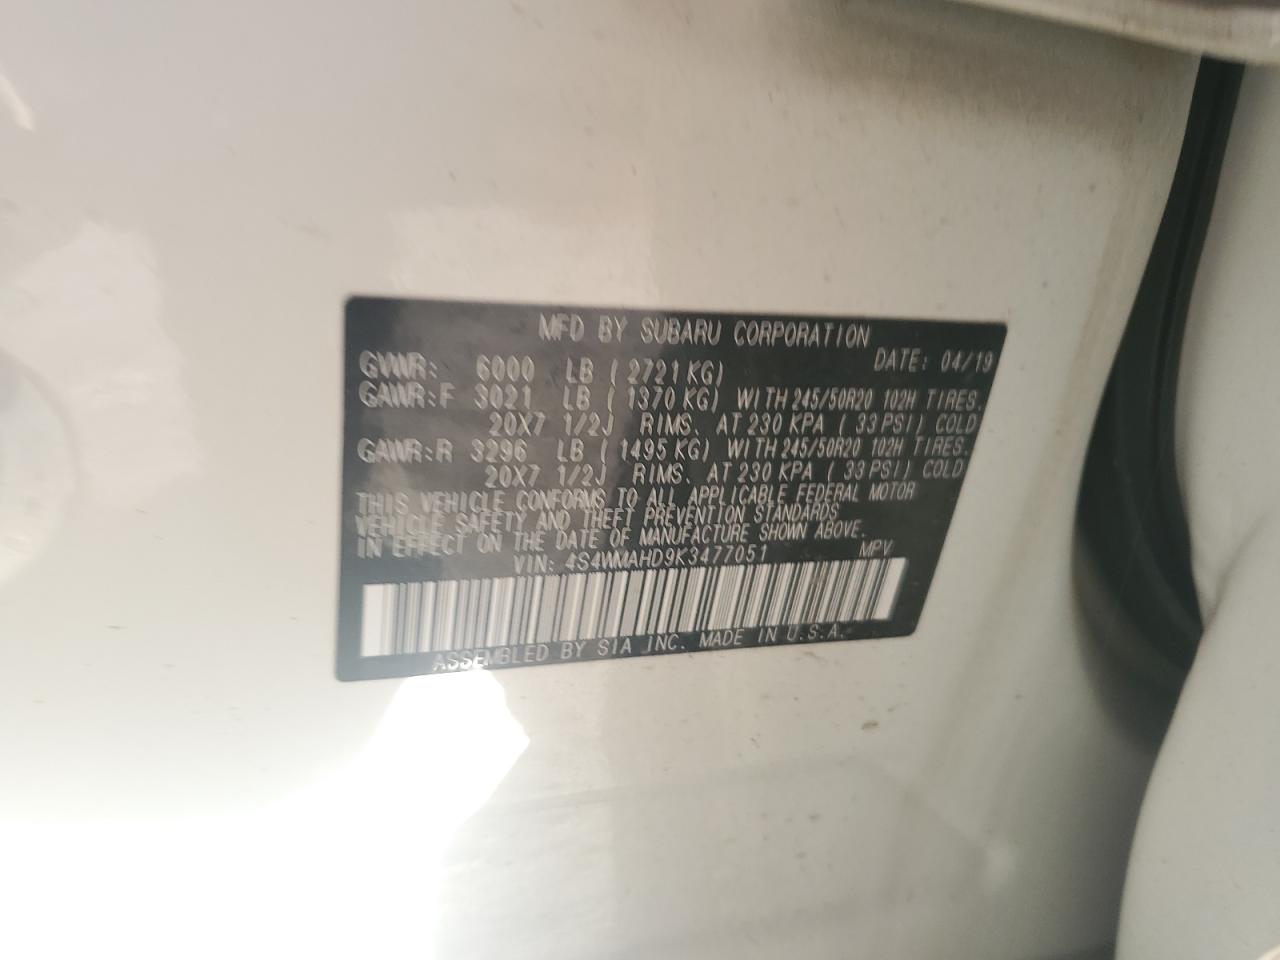 MFD BY SUBARU CORPORATION
DATE: 04/19
GVWR: 6000 LB ( 2721 KG)
GAWR:F 3021 LB ( 1370 KG) WITH 245/50R20 102H TIRES.
20X7 1/2J RIMS. AT 230 KPA ( 33 PSI) COLD
GAWR:R 3296 LB ( 1495 KG) WITH 245/50R20 102H TIRES.
20X7 1/2J RIMS. AT 230 KPA ( 33 PSI) COLD
THIS VEHICLE CONFORMS TO ALL APPLICABLE FEDERAL MOTOR
VEHICLE SAFETY AND THEFT PREVENTION STANDARDS
IN EFFECT ON THE DATE OF MANUFACTURE SHOWN ABOVE.
VIN: 4S4WMAHD9K3477051 MPV
ASSEMBLED BY SIA INC. MADE IN U.S.A.